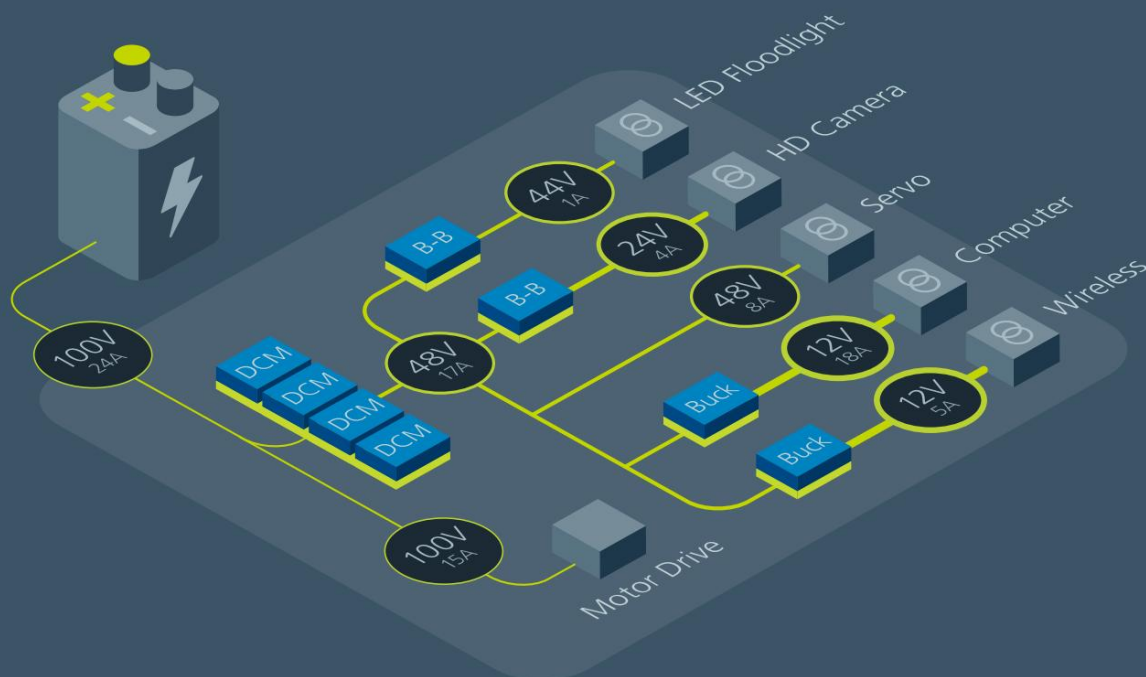 LED Floodlight
HD Camera
Servo
Computer
Wireless
44V
1A
B-B
24V
4A
B-B
48V
8A
100V
24A
48V
17A
12V
18A
DCM
DCM
DCM
DCM
Buck
12V
5A
Buck
100V
15A
Motor Drive